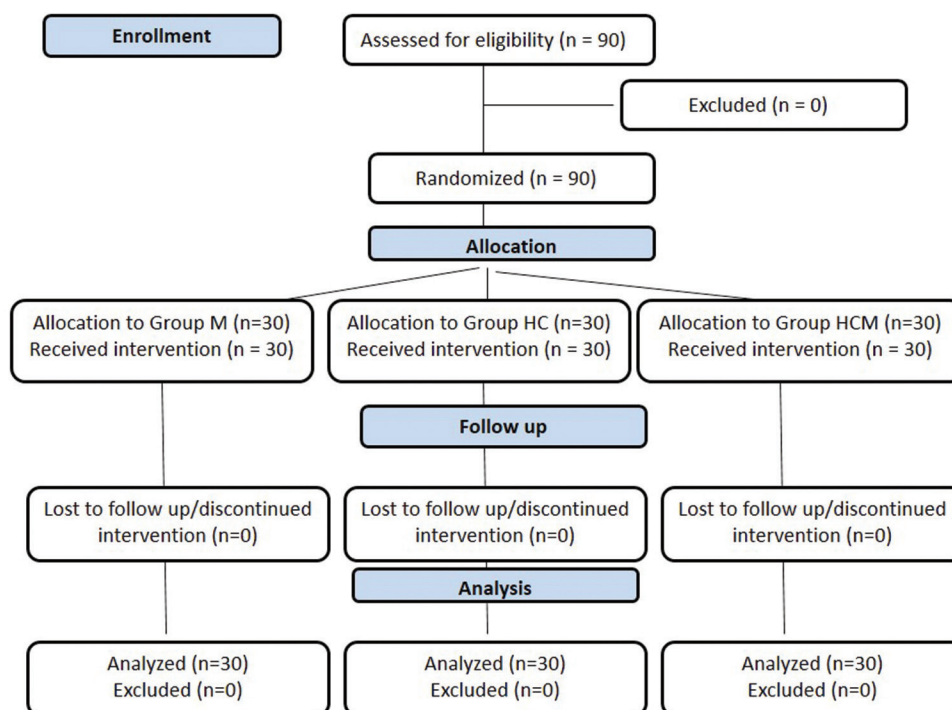 Enrollment
Assessed for eligibility (n = 90)
Excluded (n = 0)
Randomized (n = 90)
Allocation
Allocation to Group M (n=30)
Received intervention (n = 30)
Allocation to Group HC (n=30)
Received intervention (n = 30)
Allocation to Group HCM (n=30)
Received intervention (n = 30)
Follow up
Lost to follow up/discontinued
intervention (n=0)
Lost to follow up/discontinued
intervention (n=0)
Lost to follow up/discontinued
intervention (n=0)
Analysis
Analyzed (n=30)
Excluded (n=0)
Analyzed (n=30)
Excluded (n=0)
Analyzed (n=30)
Excluded (n=0)